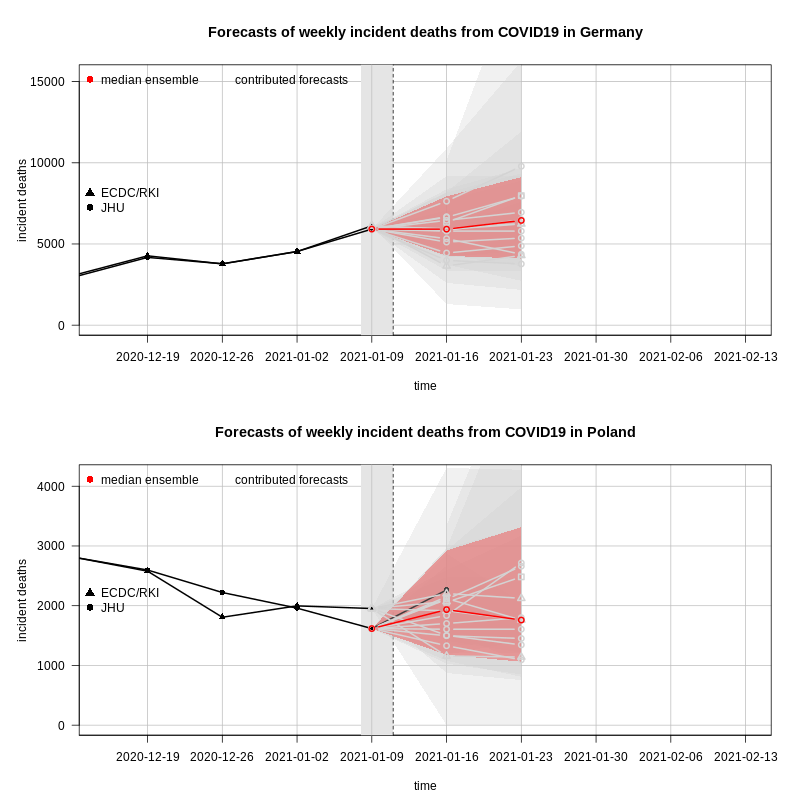 Forecasts of weekly incident deaths from COVID19 in Germany
15000
median ensemble
contributed forecasts
10000
ECDC/RKI
JHU
5000
0
incident deaths
2020-12-19 2020-12-26 2021-01-02 2021-01-09 2021-01-16 2021-01-23 2021-01-30 2021-02-06 2021-02-13
time
Forecasts of weekly incident deaths from COVID19 in Poland
4000
median ensemble
contributed forecasts
3000
ECDC/RKI
2000
JHU
1000
0
incident deaths
2020-12-19 2020-12-26 2021-01-02 2021-01-09 2021-01-16 2021-01-23 2021-01-30 2021-02-06 2021-02-13
time